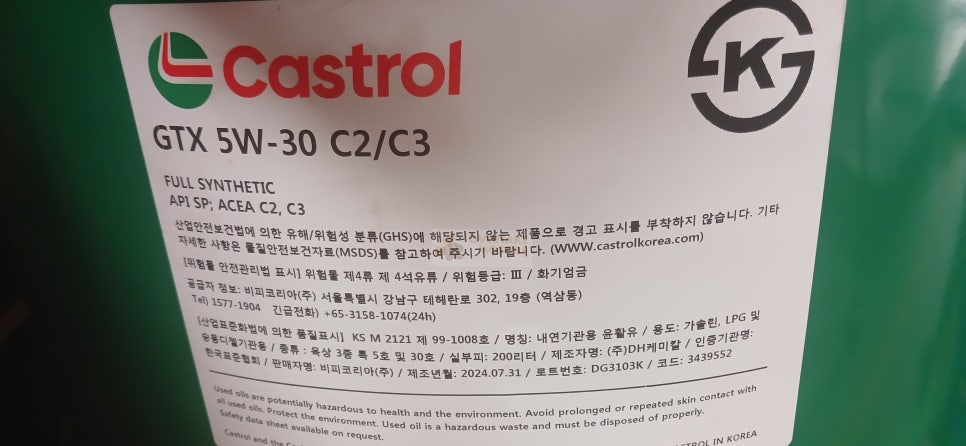 Castrol
K
GTX 5W-30 C2/C3
FULL SYNTHETIC
API SP; ACEA C2, C3
산업안전보건법에 의한 유해/위험성 분류(GHS)에 해당되지 않는 제품으로 경고 표시를 부착하지 않습니다. 기타
자세한 사항은 물질안전보건자료(MSDS)를 참고하여 주시기 바랍니다. (WWW.castrolkorea.com)
[위험물 안전관리법 표시] 위험물 제4류 제 4석유류 / 위험등급: III / 화기엄금
공급자 정보: 비피코리아(주) 서울특별시 강남구 테헤란로 302, 19층 (역삼동)
Tel) 1577-1904 긴급전화) +65-3158-1074(24h)
[산업표준화법에 의한 품질표시] KS M 2121 제 99-1008호 / 명칭: 내연기관용 윤활유 / 용도: 가솔린, LPG 및
승용디젤기관용 / 종류 : 육상 3종 특 5호 및 30호 / 실부피: 200리터 / 제조자명: (주)DH케미칼 / 인증기관명:
한국표준협회 / 판매자명: 비피코리아(주) / 제조년월: 2024.07.31 / 로트번호: DG3103K / 코드: 3439552
Used oils are potentially hazardous to health and the environment. Avoid prolonged or repeated skin contact with
all used oils. Protect the environment. Used oil is a hazardous waste and must be disposed of properly.
Safety data sheet available on request.
Castrol and the
IN KOREA